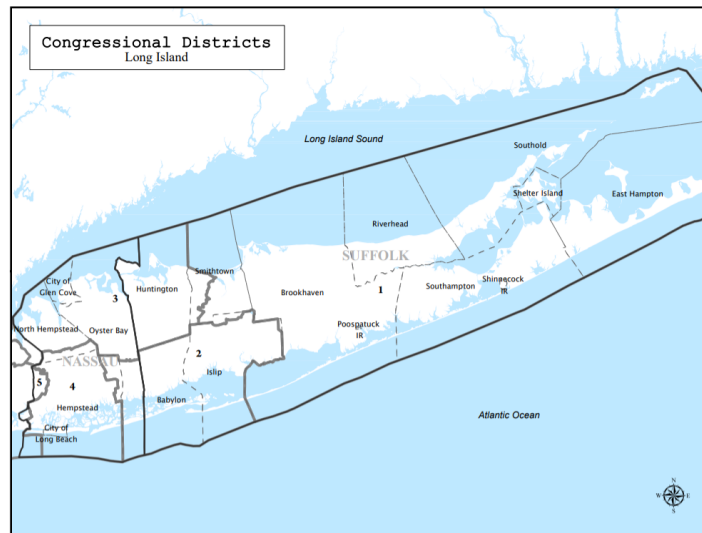 Congressional Districts
Long Island
Long Island Sound
Southold
Shelter Island
East Hampton
Riverhead
SUFFOLK
Smithtown
City of
Glen Cove
3
Huntington
Brookhaven
1
Southampton
Shinnecock
IR
North Hempstead
Oyster Bay
Poospatuck
IR
2
NASSAU
5
4
Islip
Hempstead
Babylon
Atlantic Ocean
City of
Long Beach
N
W
E
S